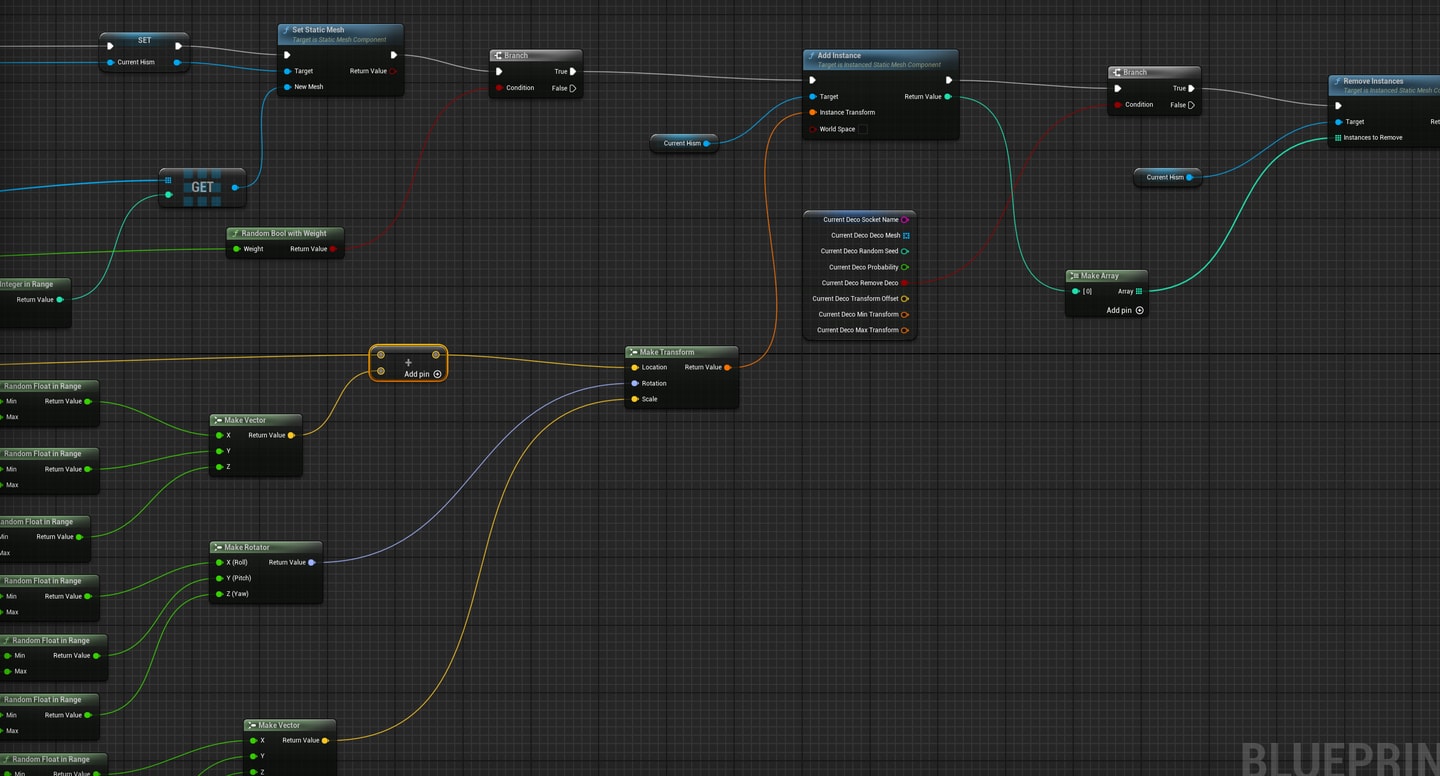 SET
Current Hism
Set Static Mesh
Target is Static Mesh Component
Target
Return Value
New Mesh
Branch
True
Condition
False
Add Instance
Target is Instanced Static Mesh Component
Target
Return Value
Instance Transform
World Space
Branch
True
Condition
False
Remove Instances
Target is Instanced Static Mesh
Target
Instances to Remove
Current Hism
Current Hism
GET
Random Bool with Weight
Weight
Return Value
Integer in Range
Return Value
Current Deco Socket Name
Current Deco Deco Mesh
Current Deco Random Seed
Current Deco Probability
Current Deco Remove Deco
Current Deco Transform Offset
Current Deco Min Transform
Current Deco Max Transform
Make Array
[0]
Array
Add pin
+
Add pin
Make Transform
Location
Return Value
Rotation
Scale
Random Float in Range
Min
Return Value
Max
Make Vector
X
Return Value
Y
Z
Random Float in Range
Min
Return Value
Max
andom Float in Range
Min
Return Value
Max
Make Rotator
X (Roll)
Return Value
Y (Pitch)
Z (Yaw)
Random Float in Range
Min
Return Value
Max
Random Float in Range
Min
Return Value
Max
Random Float in Range
Min
Return Value
Max
Make Vector
X
Return Value
Y
Z
Random Float in Range
Min
Return Value
BLUEPRIN